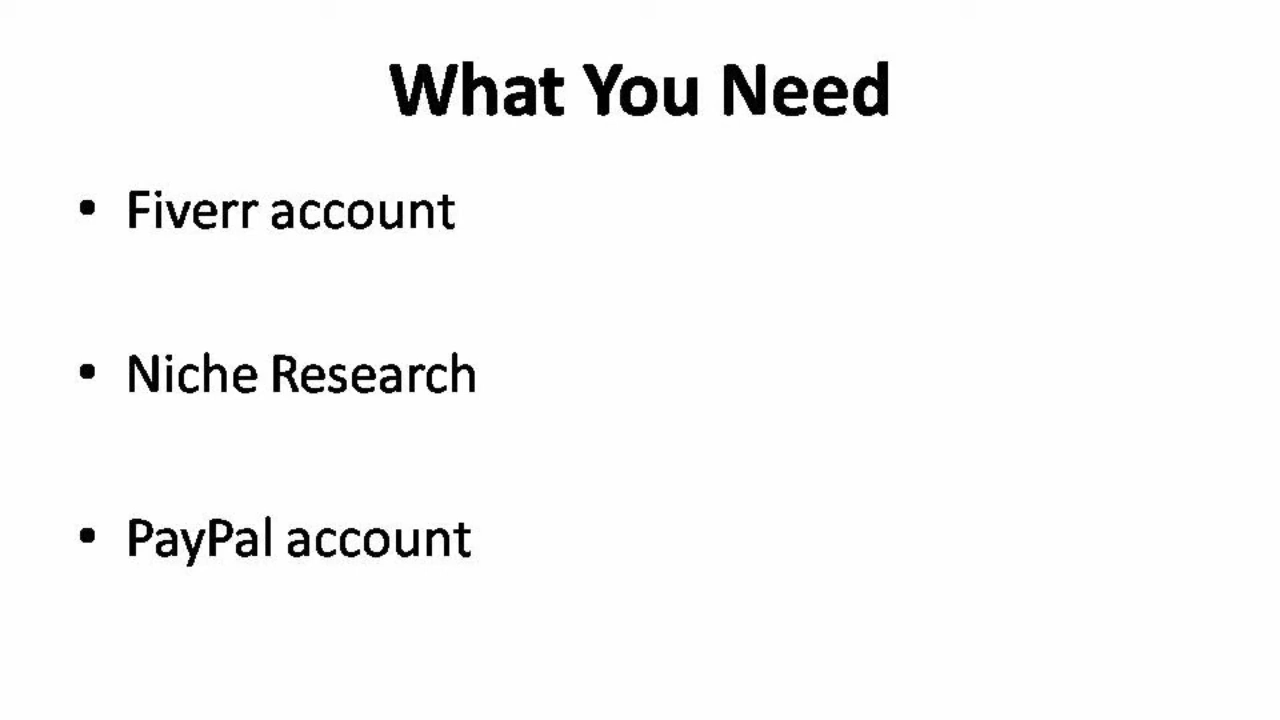 What You Need
• Fiverr account
• Niche Research
• PayPal account